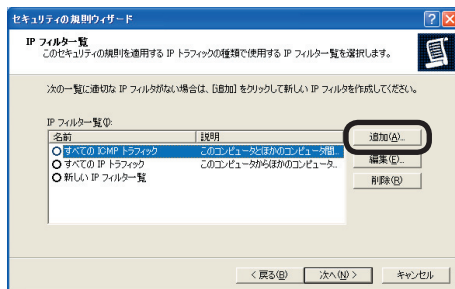 セキュリティの規則ウィザード
IP フィルタ一覧
このセキュリティの規則を適用する IP トラフィックの種類で使用する IP フィルタ一覧を選択します。
次の一覧に適切な IP フィルタがない場合は、[追加] をクリックして新しい IP フィルタを作成してください。
IP フィルタ一覧(I):
名前 説明 追加(A)...
すべての ICMP トラフィック このコンピュータとほかのコンピュータ間...
すべての IP トラフィック このコンピュータからほかのコンピュータ... 編集(E)...
新しい IP フィルタ一覧 削除(R)
< 戻る(B) 次へ(N) > キャンセル